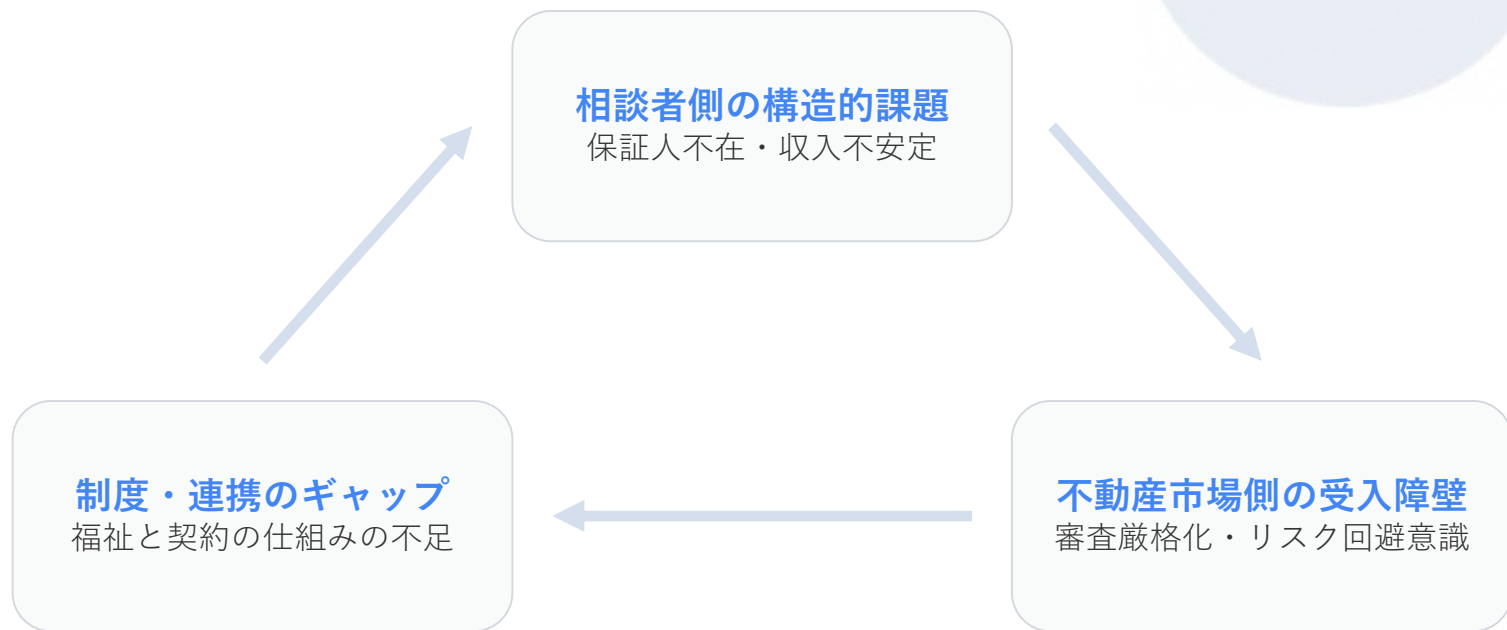 相談者側の構造的課題
保証人不在・収入不安定
制度・連携のギャップ
福祉と契約の仕組みの不足
不動産市場側の受入障壁
審査厳格化・リスク回避意識